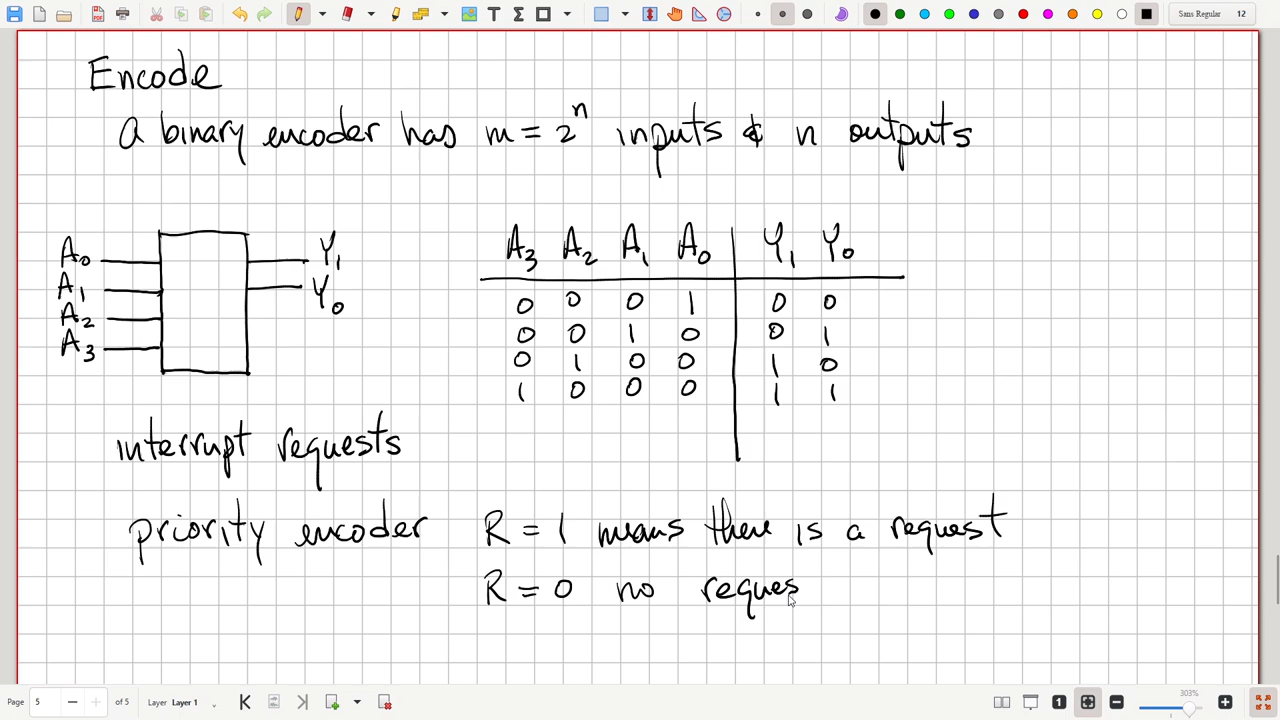 Sans Regular 12
Encode
A binary encoder has m = 2^n inputs & n outputs
A0 Y1
A1 Y0
A2
A3
A3 A2 A1 A0 Y1 Y0
0 0 0 1 0 0
0 0 1 0 0 1
0 1 0 0 1 0
1 0 0 0 1 1
interrupt requests
priority encoder R = 1 means there is a request
R = 0 no reques
Page 5 of 5 Layer Layer 1 303%